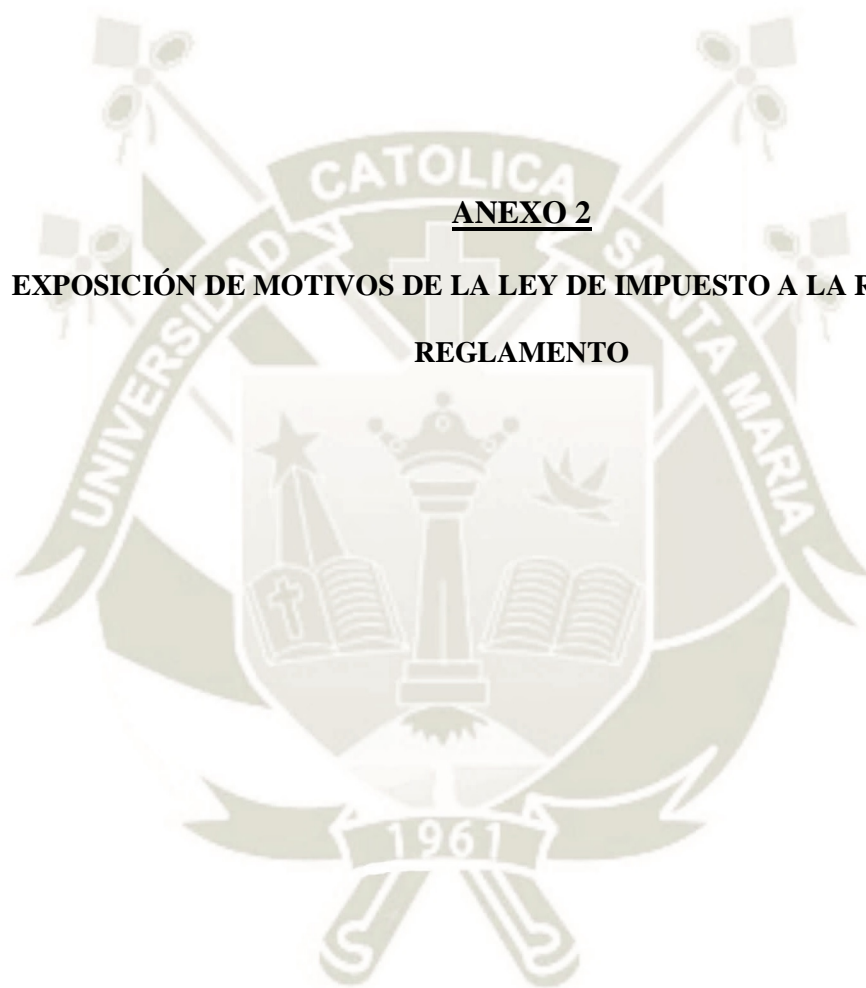 CATOLICA
ANEXO 2
UNIVERSIDAD
SANTA MARIA
EXPOSICIÓN DE MOTIVOS DE LA LEY DE IMPUESTO A LA R
REGLAMENTO
1961